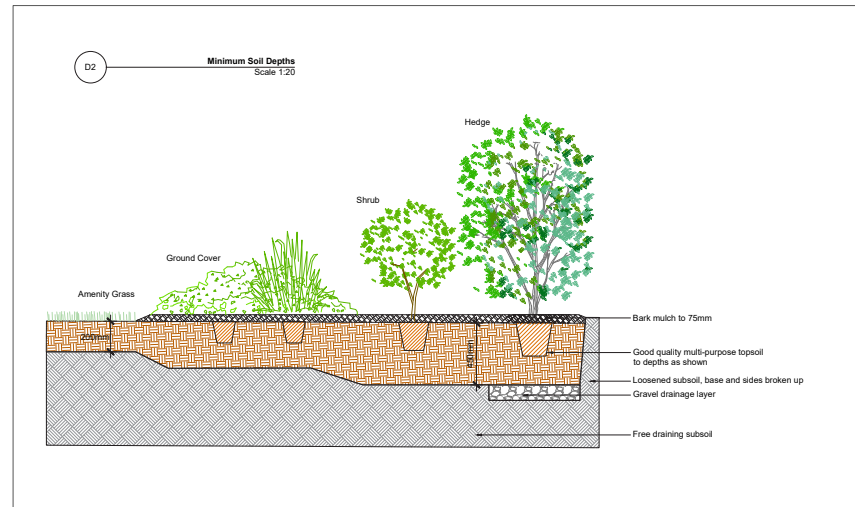 D2
Minimum Soil Depths
Scale 1:20
Hedge
Shrub
Ground Cover
Amenity Grass
200mm
Bark mulch to 75mm
Good quality multi-purpose topsoil
to depths as shown
Loosened subsoil, base and sides broken up
Gravel drainage layer
Free draining subsoil